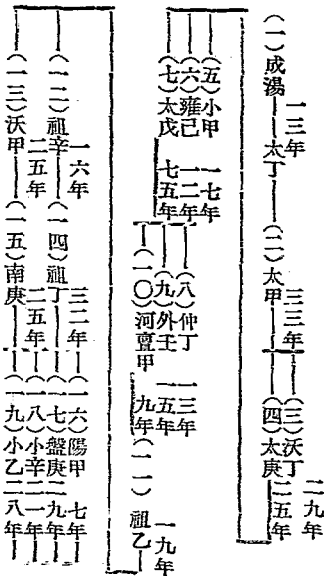 （一）成湯 一三年——太丁——（二）太甲 三三年
（三）沃丁 二九年
（四）太庚 二五年
（五）小甲 一七年
（六）雍己 一二年
（七）太戊 七五年
（八）仲丁 一三年
（九）外壬 一五年
（一〇）河亶甲 九年
（一一）祖乙 一九年
（一二）祖辛 一六年
（一四）祖丁 三二年
（一三）沃甲 二五年
（一五）南庚 二五年
（一六）陽甲 七年
（一七）盤庚 二九年
（一八）小辛 二一年
（一九）小乙 二八年